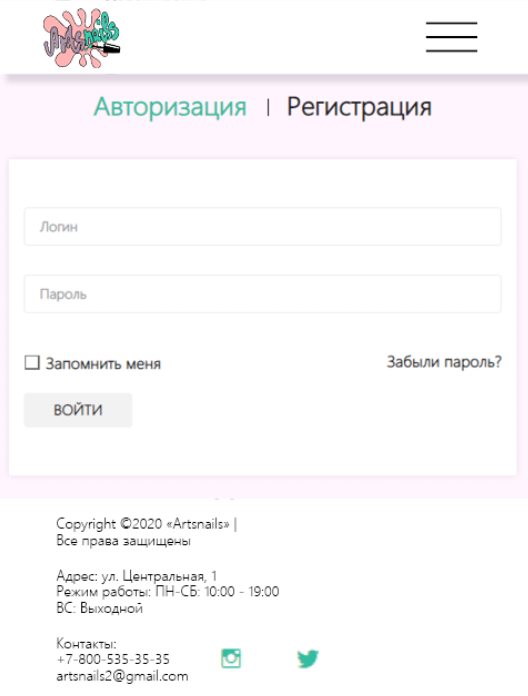 Artsnails
Авторизация | Регистрация
Логин
Пароль
Запомнить меня
Забыли пароль?
ВОЙТИ
Copyright ©2020 «Artsnails» |
Все права защищены
Адрес: ул. Центральная, 1
Режим работы: ПН-СБ: 10:00 - 19:00
ВС: Выходной
Контакты:
+7-800-535-35-35
artsnails2@gmail.com